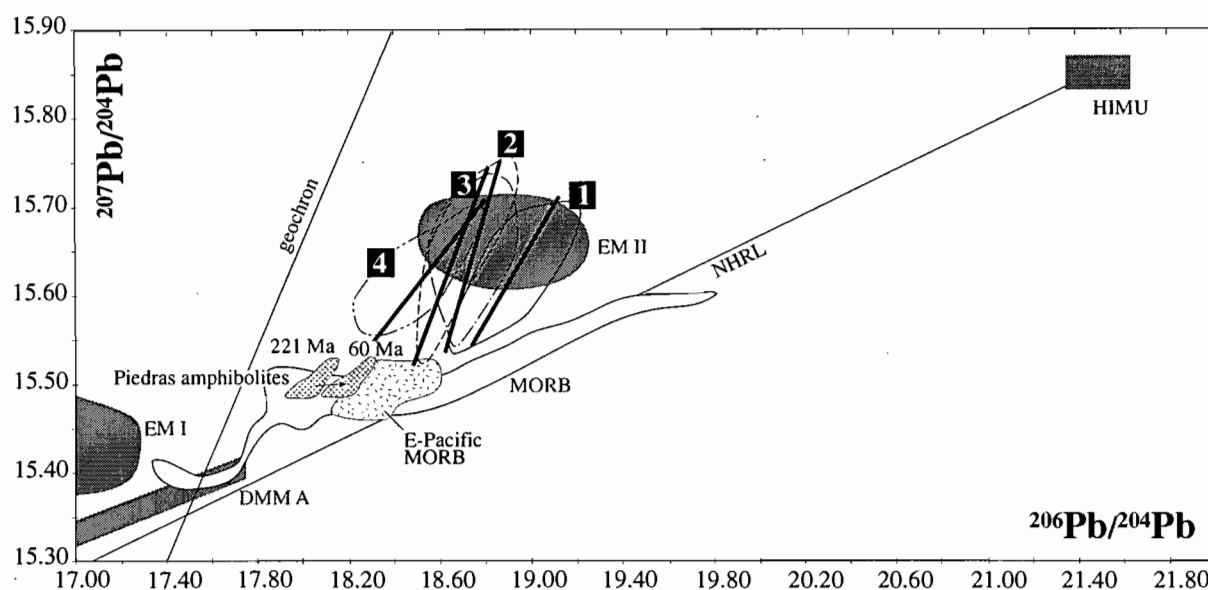 15.90
15.80
15.70
15.60
15.50
15.40
15.30
²⁰⁷Pb/²⁰⁴Pb
geochron
2
3
1
4
EM II
HIMU
NHRL
221 Ma 60 Ma
Piedras amphibolites
MORB
E-Pacific
MORB
EM I
DMM A
²⁰⁶Pb/²⁰⁴Pb
17.00 17.40 17.80 18.20 18.60 19.00 19.40 19.80 20.20 20.60 21.00 21.40 21.80